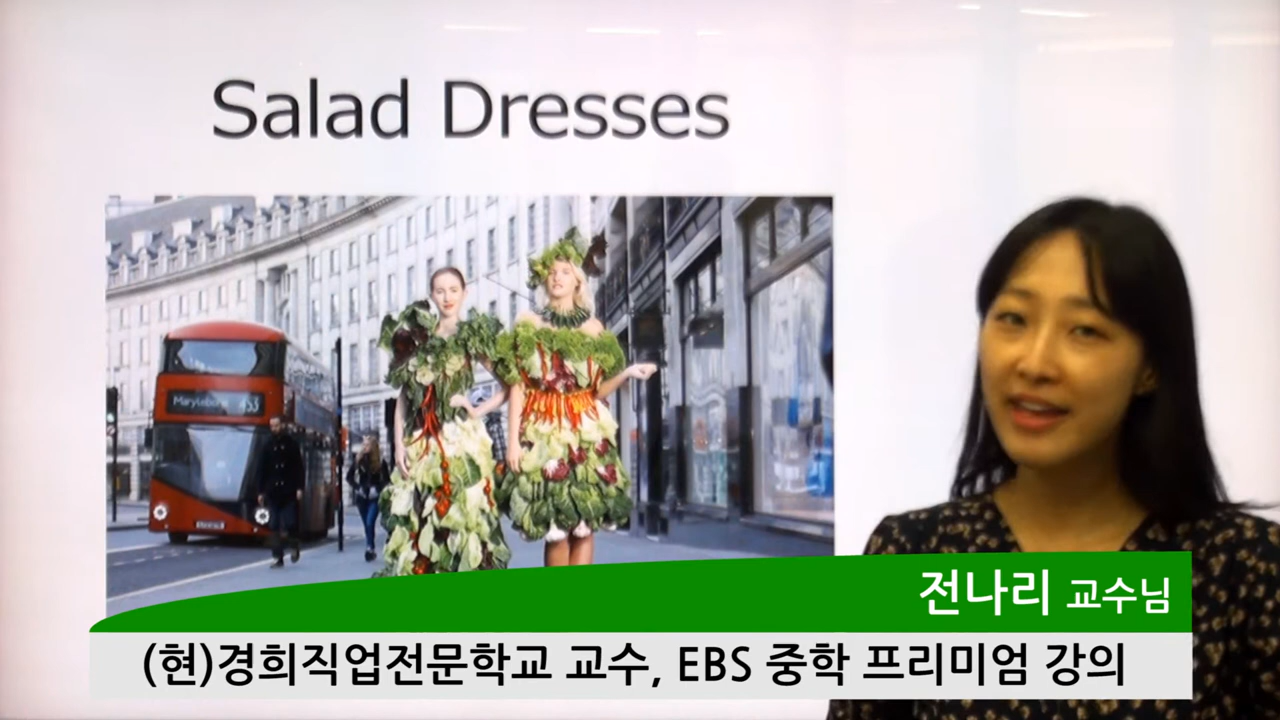 Salad Dresses
Marylebone 453
전나리 교수님
(현)경희직업전문학교 교수, EBS 중학 프리미엄 강의